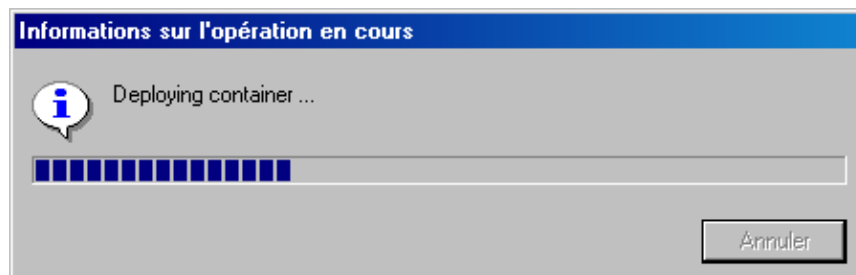 Informations sur l'opération en cours
Deploying container ...
Annuler